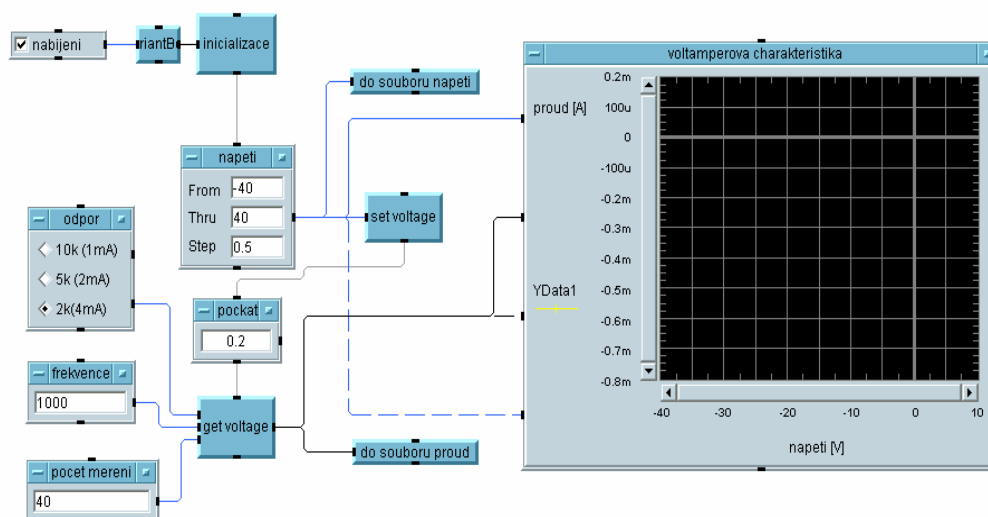 nabijeni
riantB
inicializace
do souboru napeti
napeti
From -40
Thru 40
Step 0.5
set voltage
odpor
10k (1mA)
5k (2mA)
2k(4mA)
pockat
0.2
frekvence
1000
get voltage
do souboru proud
pocet mereni
40
voltamperova charakteristika
proud [A]
YData1
0.2m
100u
0
-100u
-0.2m
-0.3m
-0.4m
-0.5m
-0.6m
-0.7m
-0.8m
-40 -30 -20 -10 0 10
napeti [V]